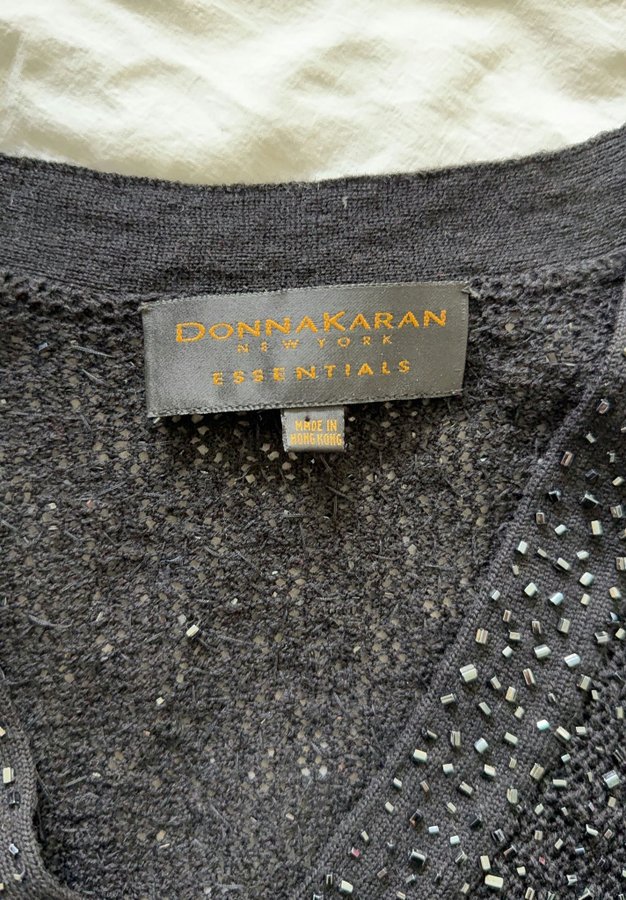 DONNAKARAN
NEW YORK
ESSENTIALS
MADE IN
HONG KONG